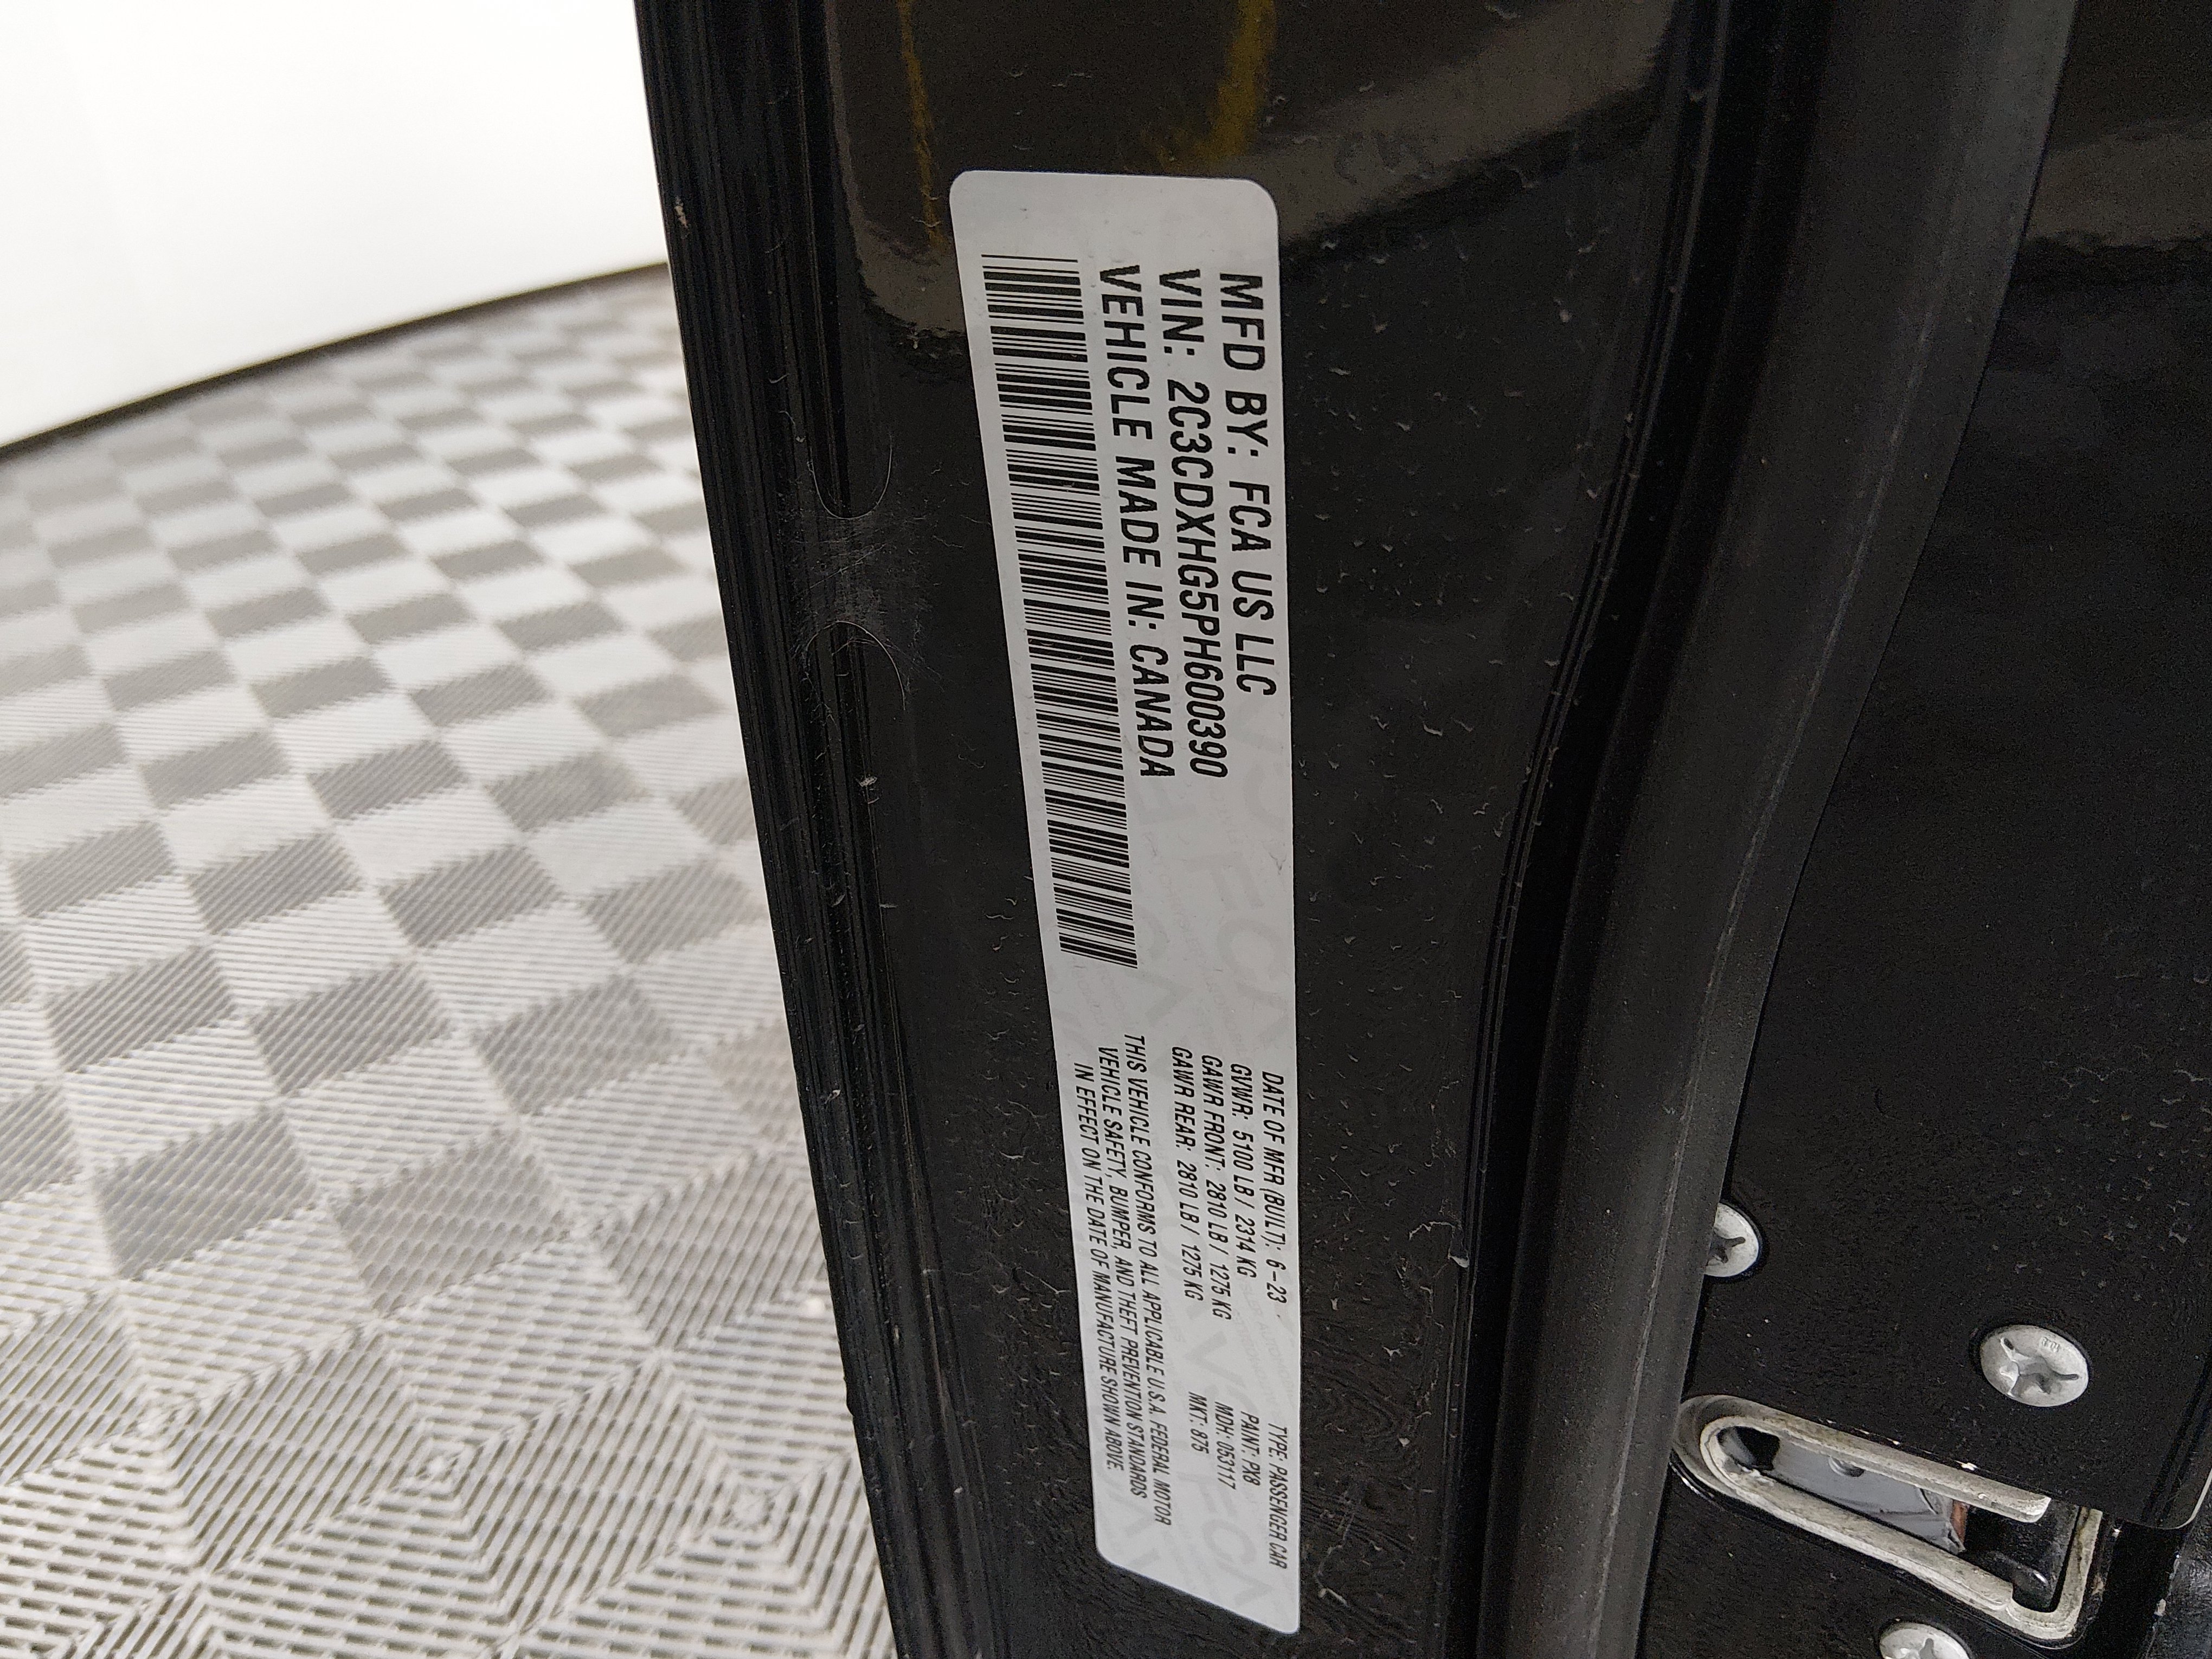 MFD BY: FCA US LLC
VIN: 2C3CDXHG5PH600390
VEHICLE MADE IN: CANADA
DATE OF MFR (BUILT): 6-23
GVWR: 5100 LB / 2314 KG
GAWR FRONT: 2810 LB / 1275 KG
GAWR REAR: 2810 LB / 1275 KG
TYPE: PASSENGER CAR
PAINT: PX8
MDH: 053117
MKT: 875
THIS VEHICLE CONFORMS TO ALL APPLICABLE U.S.A. FEDERAL MOTOR
VEHICLE SAFETY, BUMPER, AND THEFT PREVENTION STANDARDS
IN EFFECT ON THE DATE OF MANUFACTURE SHOWN ABOVE.